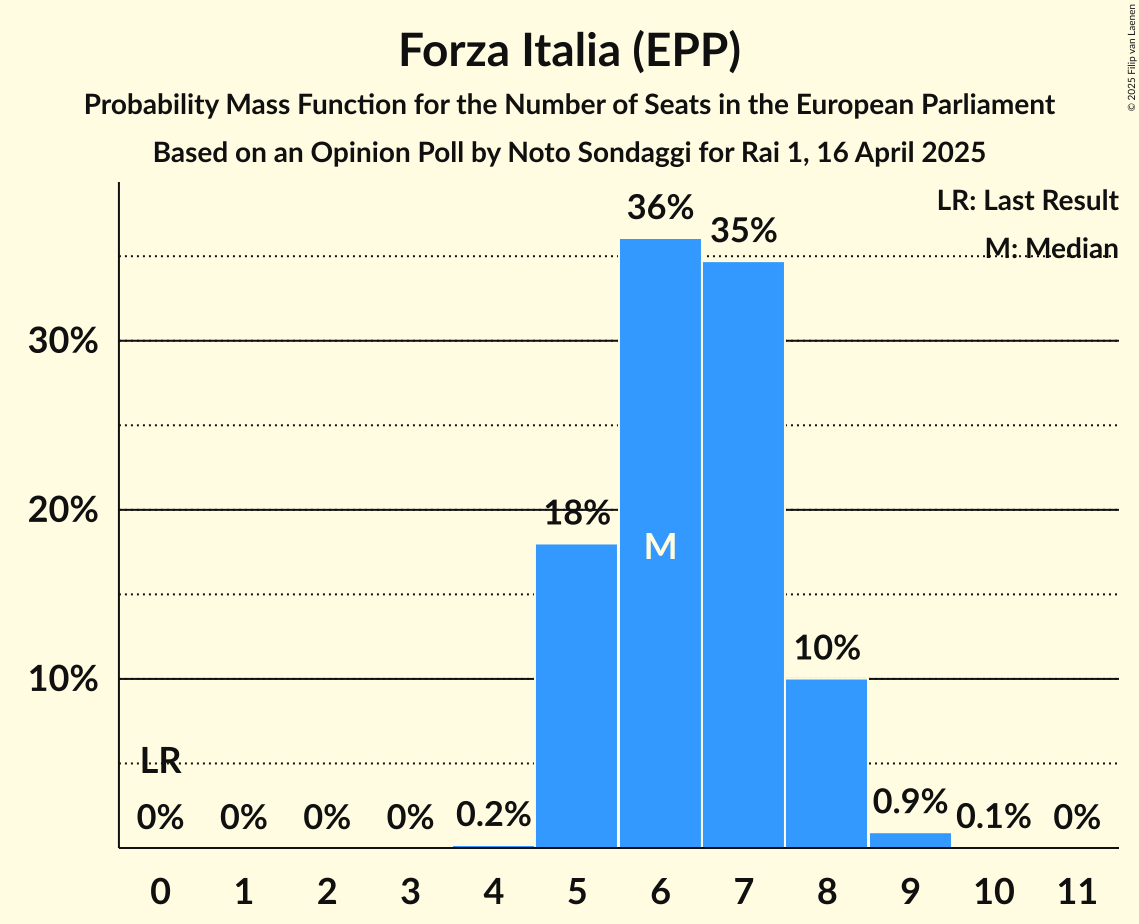 Forza Italia (EPP)
Probability Mass Function for the Number of Seats in the European Parliament
Based on an Opinion Poll by Noto Sondaggi for Rai 1, 16 April 2025
© 2025 Filip van Laenen
LR: Last Result
M: Median
36%
35%
30%
20%
18%
M
10%
10%
LR
0%
0%
0%
0%
0.2%
0.9%
0.1%
0%
0 1 2 3 4 5 6 7 8 9 10 11